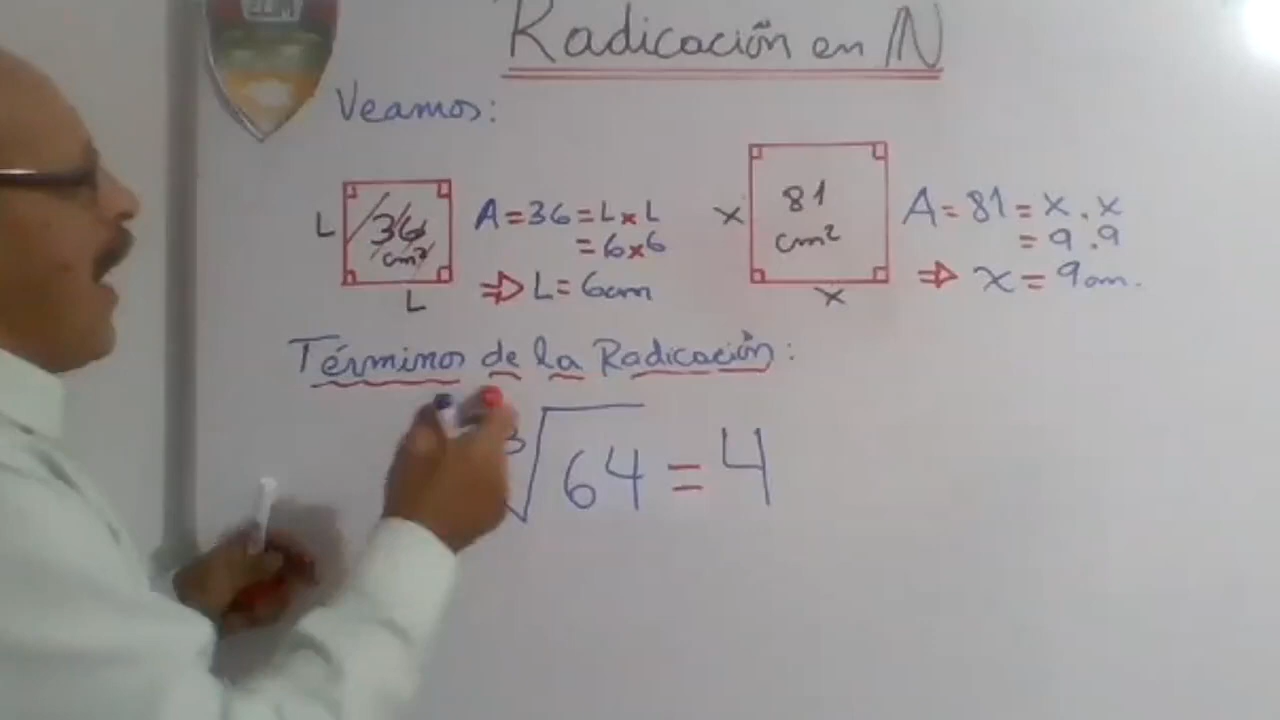 Radicación en ℕ
Veamos:
L
36
cm²
L
A = 36 = L x L
= 6 x 6
⇒ L = 6cm
x
81
cm²
x
A = 81 = x . x
= 9 . 9
⇒ x = 9cm.
Términos de la Radicación:
∛64 = 4